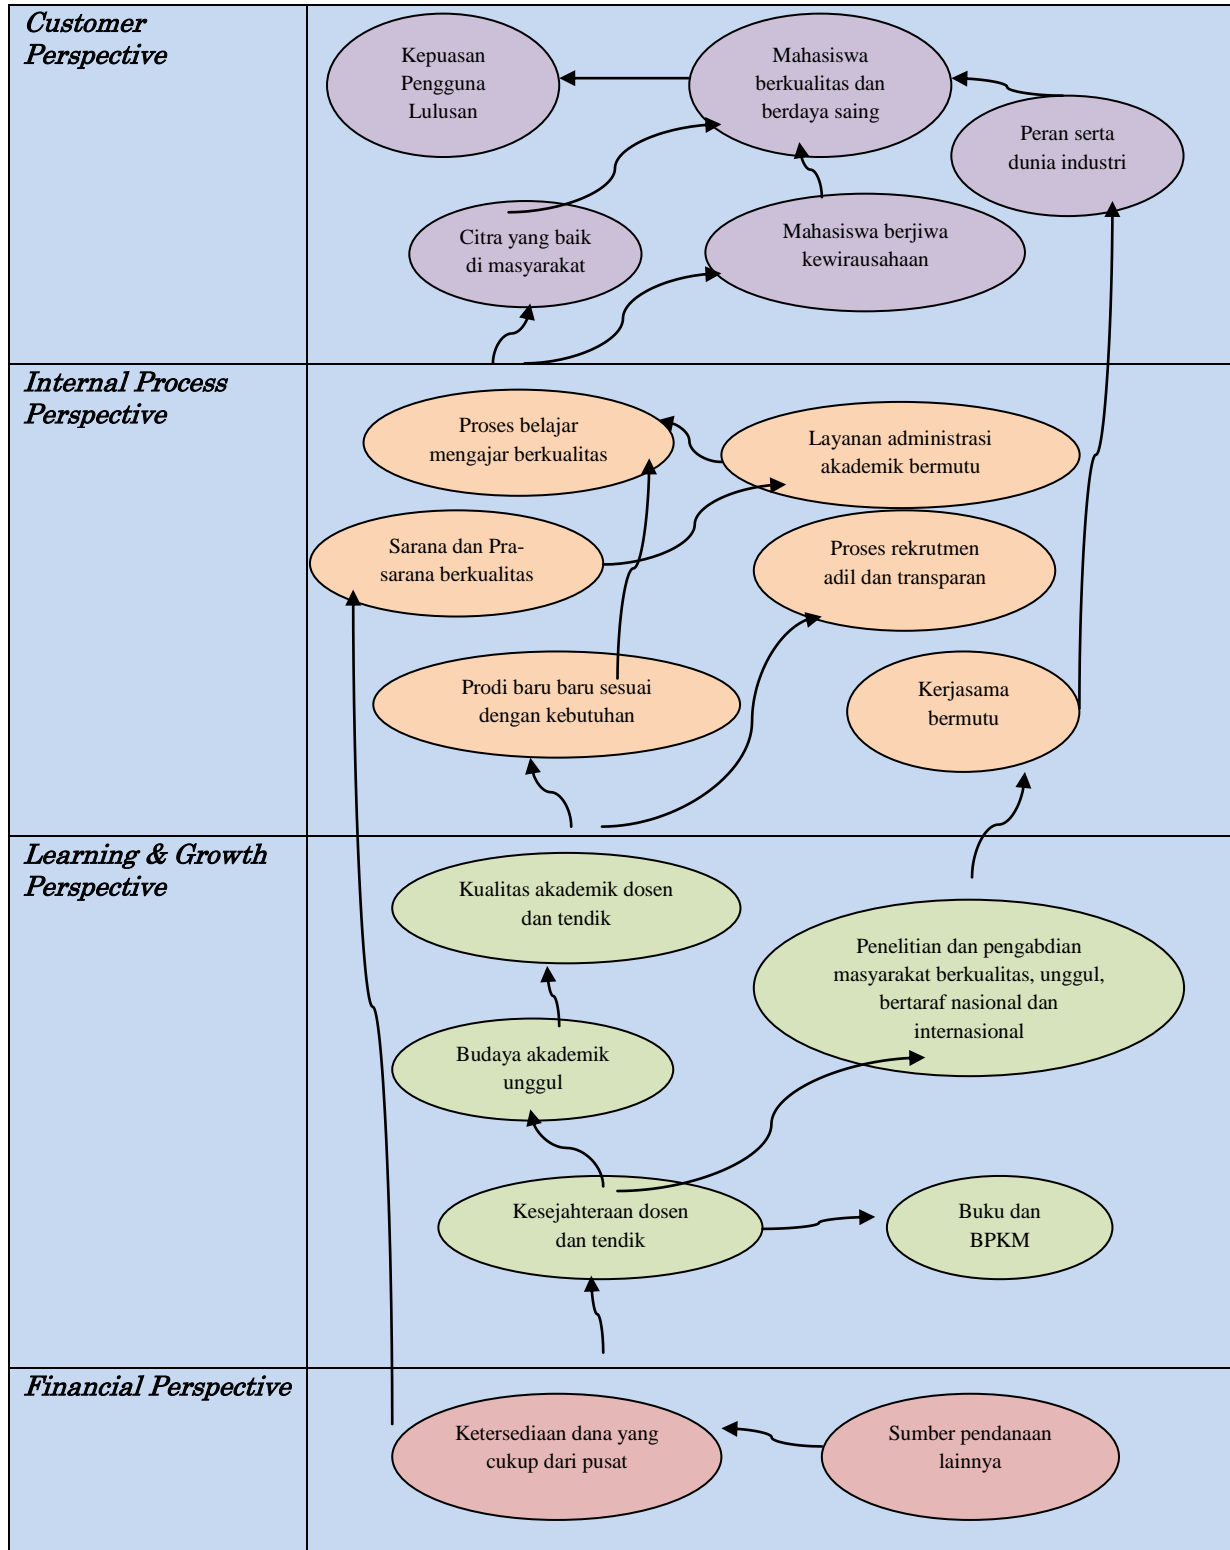 Customer
Perspective
Kepuasan
Pengguna
Lulusan
Mahasiswa
berkualitas dan
berdaya saing
Peran serta
dunia industri
Citra yang baik
di masyarakat
Mahasiswa berjiwa
kewirausahaan
Internal Process
Perspective
Proses belajar
mengajar berkualitas
Layanan administrasi
akademik bermutu
Sarana dan Pra-
sarana berkualitas
Proses rekrutmen
adil dan transparan
Prodi baru baru sesuai
dengan kebutuhan
Kerjasama
bermutu
Learning & Growth
Perspective
Kualitas akademik dosen
dan tendik
Penelitian dan pengabdian
masyarakat berkualitas, unggul,
bertaraf nasional dan
internasional
Budaya akademik
unggul
Kesejahteraan dosen
dan tendik
Buku dan
BPKM
Financial Perspective
Ketersediaan dana yang
cukup dari pusat
Sumber pendanaan
lainnya